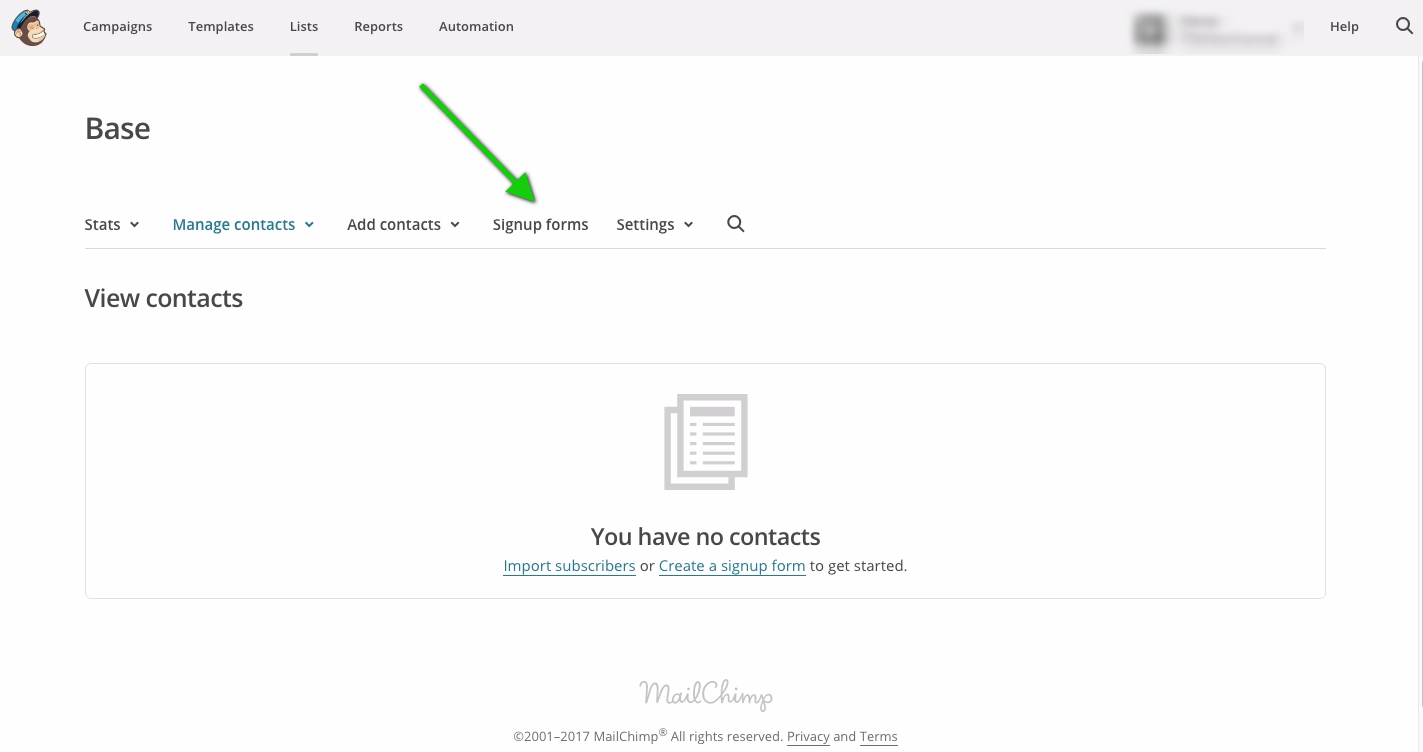 Campaigns Templates Lists Reports Automation Help
Base
Stats Manage contacts Add contacts Signup forms Settings
View contacts
You have no contacts
Import subscribers or Create a signup form to get started.
MailChimp
©2001–2017 MailChimp® All rights reserved. Privacy and Terms